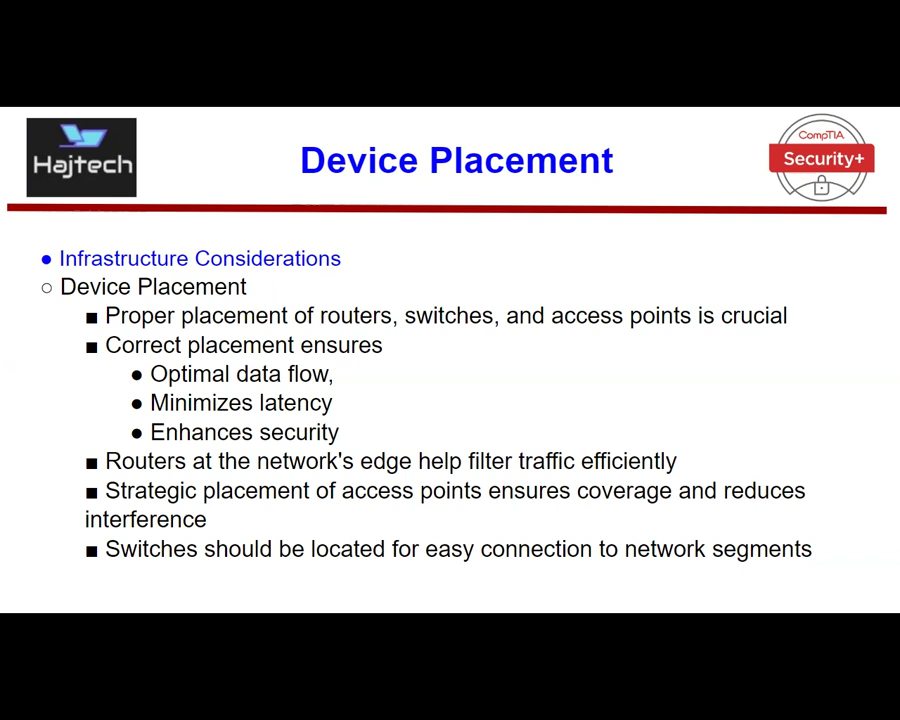 Hajtech
Device Placement
CompTIA
Security+
● Infrastructure Considerations
○ Device Placement
■ Proper placement of routers, switches, and access points is crucial
■ Correct placement ensures
● Optimal data flow,
● Minimizes latency
● Enhances security
■ Routers at the network's edge help filter traffic efficiently
■ Strategic placement of access points ensures coverage and reduces
interference
■ Switches should be located for easy connection to network segments